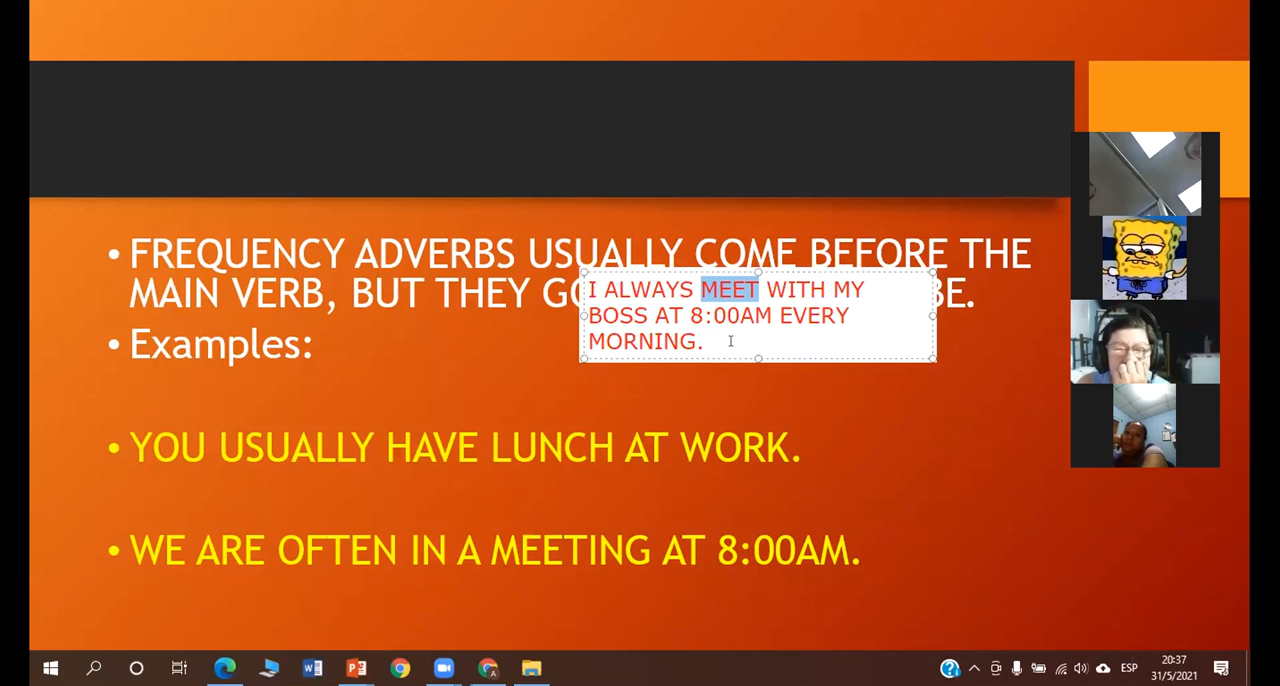 • FREQUENCY ADVERBS USUALLY COME BEFORE THE
MAIN VERB, BUT THEY BE.
I ALWAYS MEET WITH MY
BOSS AT 8:00AM EVERY
MORNING.
• Examples:
• YOU USUALLY HAVE LUNCH AT WORK.
• WE ARE OFTEN IN A MEETING AT 8:00AM.
ESP
20:37
31/5/2021